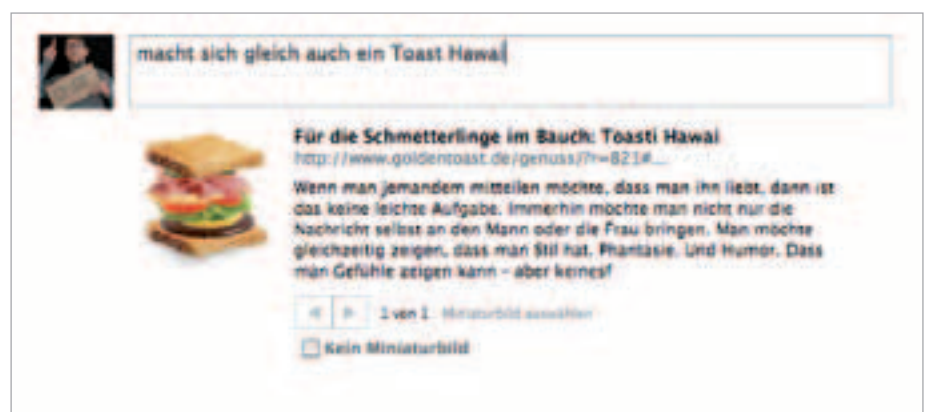 macht sich gleich auch ein Toast Hawai
Für die Schmetterlinge im Bauch: Toasti Hawai
http://www.goldentoast.de/genuss/?r=821#...
Wenn man jemandem mitteilen möchte, dass man ihn liebt, dann ist
das keine leichte Aufgabe. Immerhin möchte man nicht nur die
Nachricht selbst an den Mann oder die Frau bringen. Man möchte
gleichzeitig zeigen, dass man Stil hat. Phantasie. Und Humor. Dass
man Gefühle zeigen kann – aber keines!
1 von 1 Miniaturbild auswählen
Kein Miniaturbild